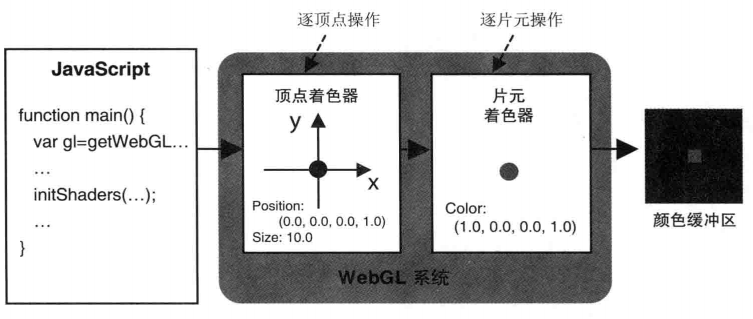 逐顶点操作
逐片元操作
JavaScript
function main() {
var gl=getWebGL…
…
initShaders(…);
…
}
顶点着色器
y
x
Position:
(0.0, 0.0, 0.0, 1.0)
Size: 10.0
片元
着色器
Color:
(1.0, 0.0, 0.0, 1.0)
WebGL 系统
颜色缓冲区